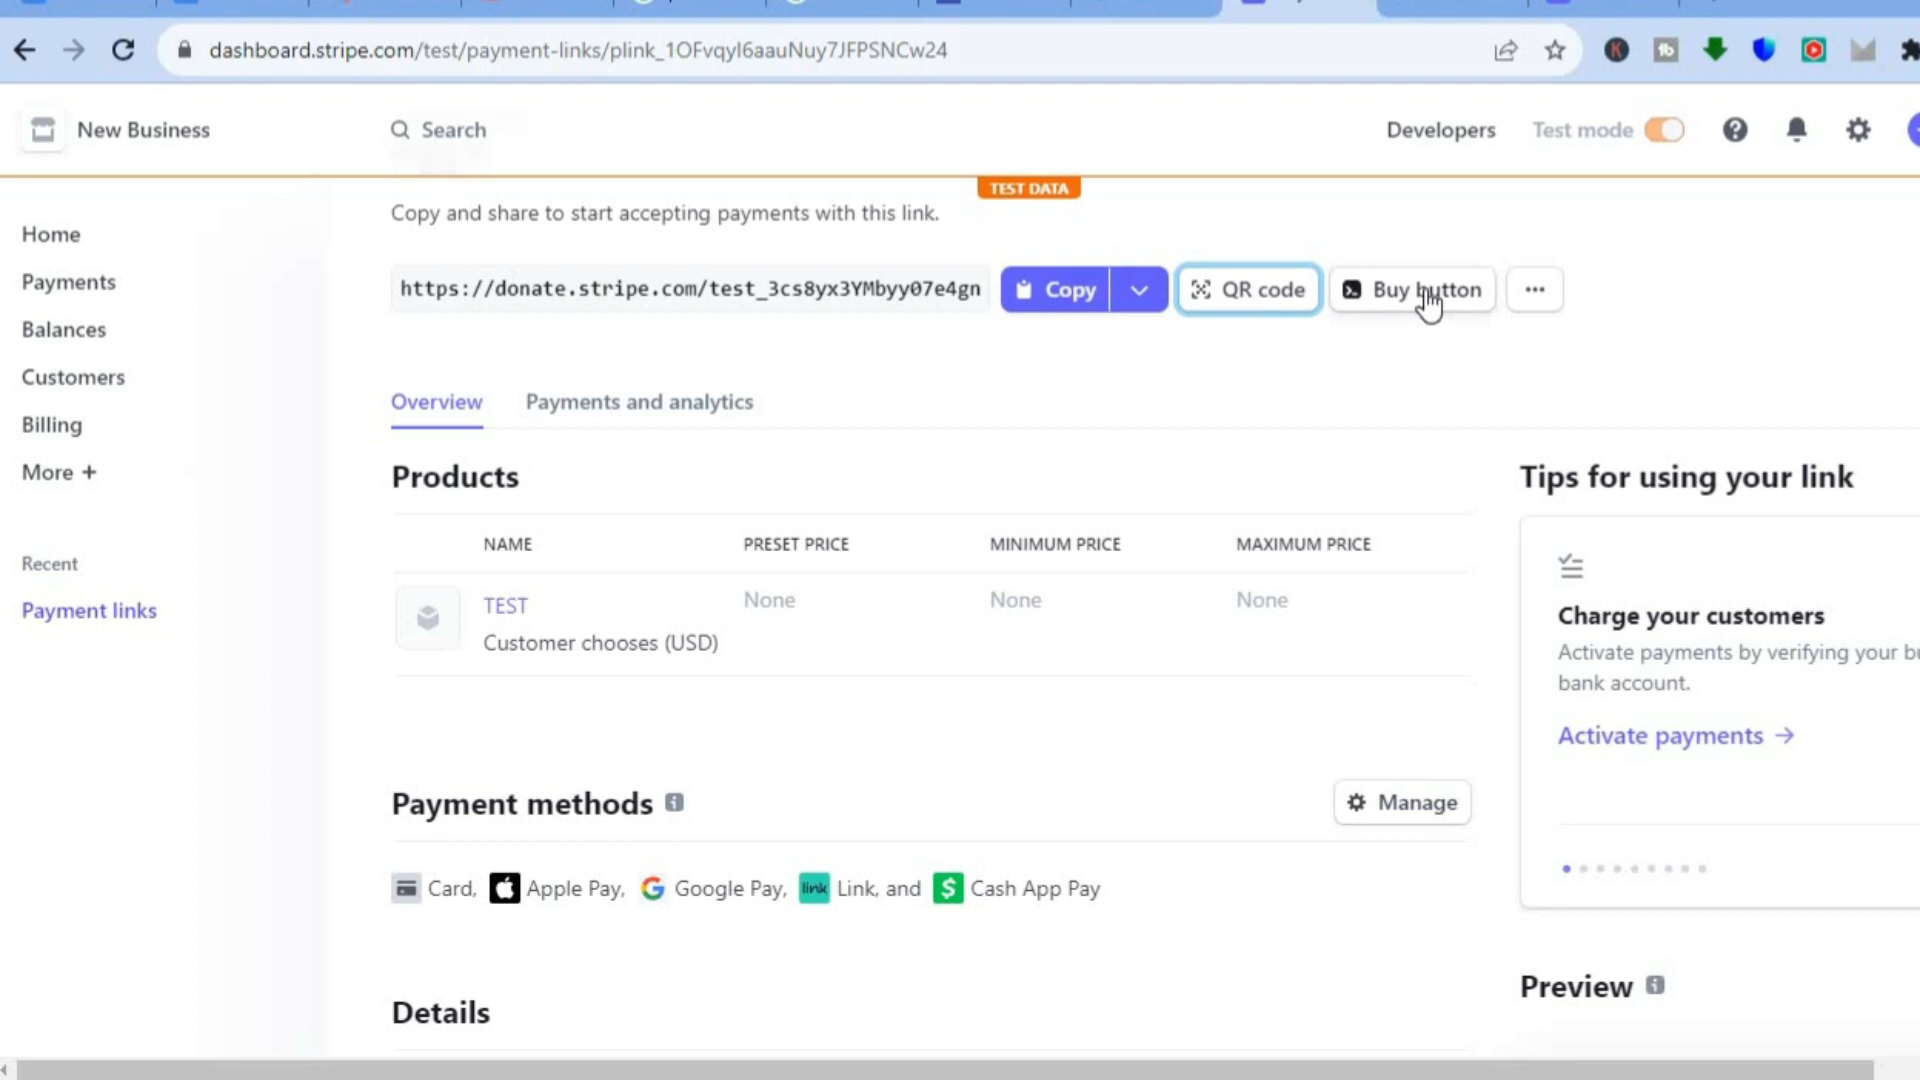 dashboard.stripe.com/test/payment-links/plink_1OFvqyI6aauNuy7JFPSNCw24
New Business
Search
Developers
Test mode
TEST DATA
Copy and share to start accepting payments with this link.
https://donate.stripe.com/test_3cs8yx3YMbyy07e4gn
Copy
QR code
Buy button
Home
Payments
Balances
Customers
Billing
More +
Recent
Payment links
Overview
Payments and analytics
Products
NAME
PRESET PRICE
MINIMUM PRICE
MAXIMUM PRICE
TEST
None
None
None
Customer chooses (USD)
Payment methods
Manage
Card, Apple Pay, Google Pay, link Link, and Cash App Pay
Details
Tips for using your link
Charge your customers
Activate payments by verifying your
bank account.
Activate payments →
Preview